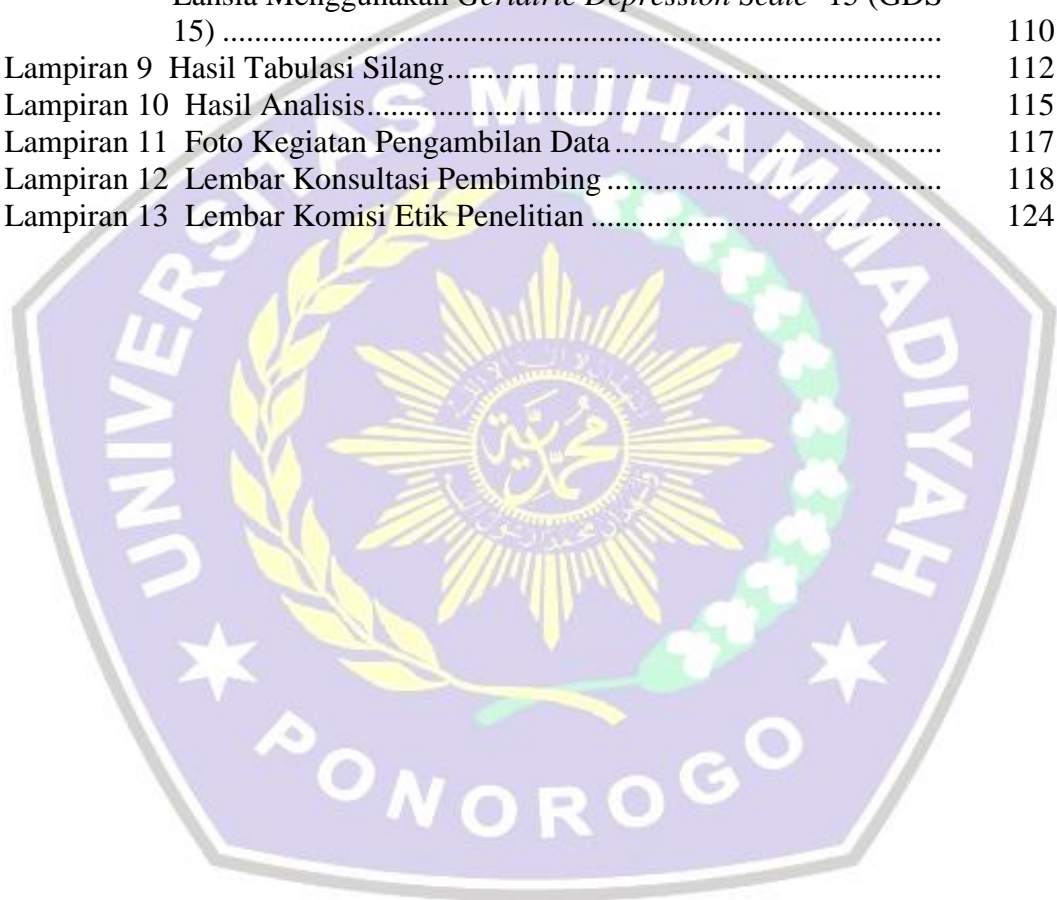 Lansia Menggunakan Geriatric Depression Scale -15 (GDS
15) ................................................................................ 110
Lampiran 9 Hasil Tabulasi Silang ....................................................... 112
Lampiran 10 Hasil Analisis ................................................................ 115
Lampiran 11 Foto Kegiatan Pengambilan Data .................................... 117
Lampiran 12 Lembar Konsultasi Pembimbing ..................................... 118
Lampiran 13 Lembar Komisi Etik Penelitian ....................................... 124
UNIVERSITAS MUHAMMADIYAH
PONOROGO
محمدية